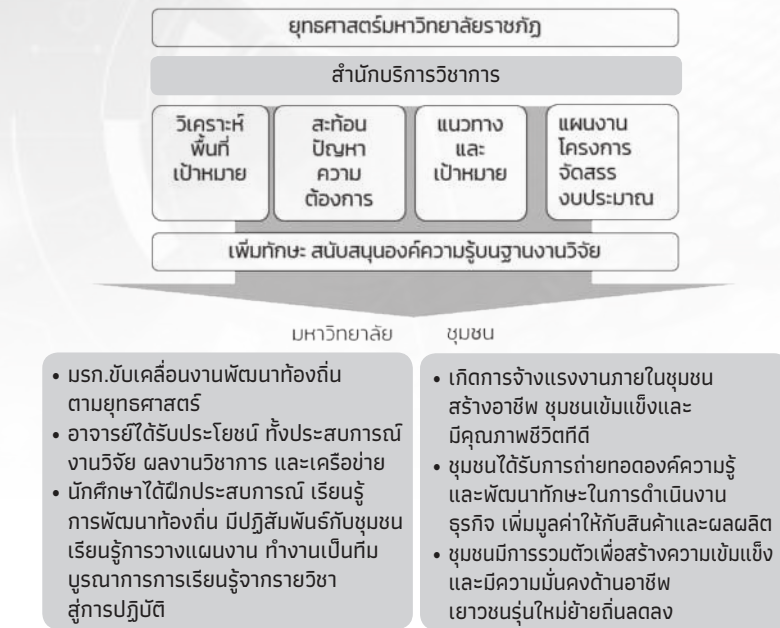 ยุทธศาสตร์มหาวิทยาลัยราชภัฏ
สำนักบริการวิชาการ
วิเคราะห์
พื้นที่
เป้าหมาย
สะท้อน
ปัญหา
ความ
ต้องการ
แนวทาง
และ
เป้าหมาย
แผนงาน
โครงการ
จัดสรร
งบประมาณ
เพิ่มทักษะ สนับสนุนองค์ความรู้บนฐานงานวิจัย
มหาวิทยาลัย
ชุมชน
• มรก.ขับเคลื่อนงานพัฒนาท้องถิ่น
ตามยุทธศาสตร์
• อาจารย์ได้รับประโยชน์ ทั้งประสบการณ์
งานวิจัย ผลงานวิชาการ และเครือข่าย
• นักศึกษาได้ฝึกประสบการณ์ เรียนรู้
การพัฒนาท้องถิ่น มีปฏิสัมพันธ์กับชุมชน
เรียนรู้การวางแผนงาน ทำงานเป็นทีม
บูรณาการการเรียนรู้จากรายวิชา
สู่การปฏิบัติ
• เกิดการจ้างแรงงานภายในชุมชน
สร้างอาชีพ ชุมชนเข้มแข็งและ
มีคุณภาพชีวิตทีดี
• ชุมชนได้รับการถ่ายทอดองค์ความรู้
และพัฒนาทักษะในการดำเนินงาน
ธุรกิจ เพิ่มมูลค่าให้กับสินค้าและผลผลิต
• ชุมชนมีการรวมตัวเพื่อสร้างความเข้มแข็ง
และมีความมั่นคงด้านอาชีพ
เยาวชนรุ่นใหม่ย้ายถิ่นลดลง